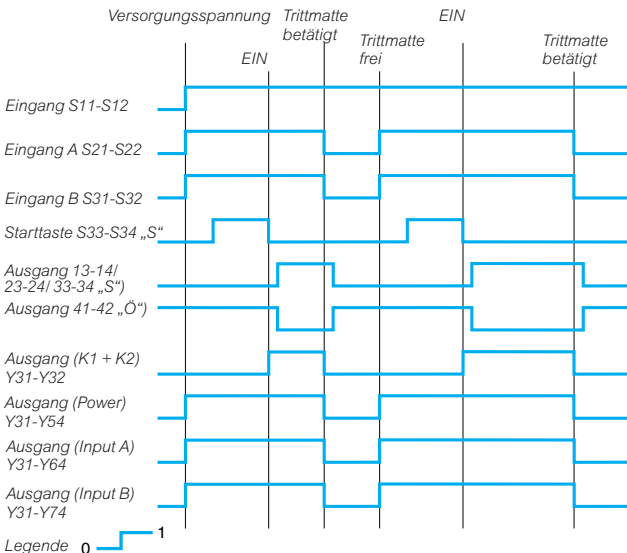 Versorgungsspannung
Trittmatte
betätigt
EIN
EIN
Trittmatte
frei
Trittmatte
betätigt
Eingang S11-S12
Eingang A S21-S22
Eingang B S31-S32
Starttaste S33-S34 „S“
Ausgang 13-14/
23-24/ 33-34 „S“)
Ausgang 41-42 „Ö“)
Ausgang (K1 + K2)
Y31-Y32
Ausgang (Power)
Y31-Y54
Ausgang (Input A)
Y31-Y64
Ausgang (Input B)
Y31-Y74
Legende 0 1